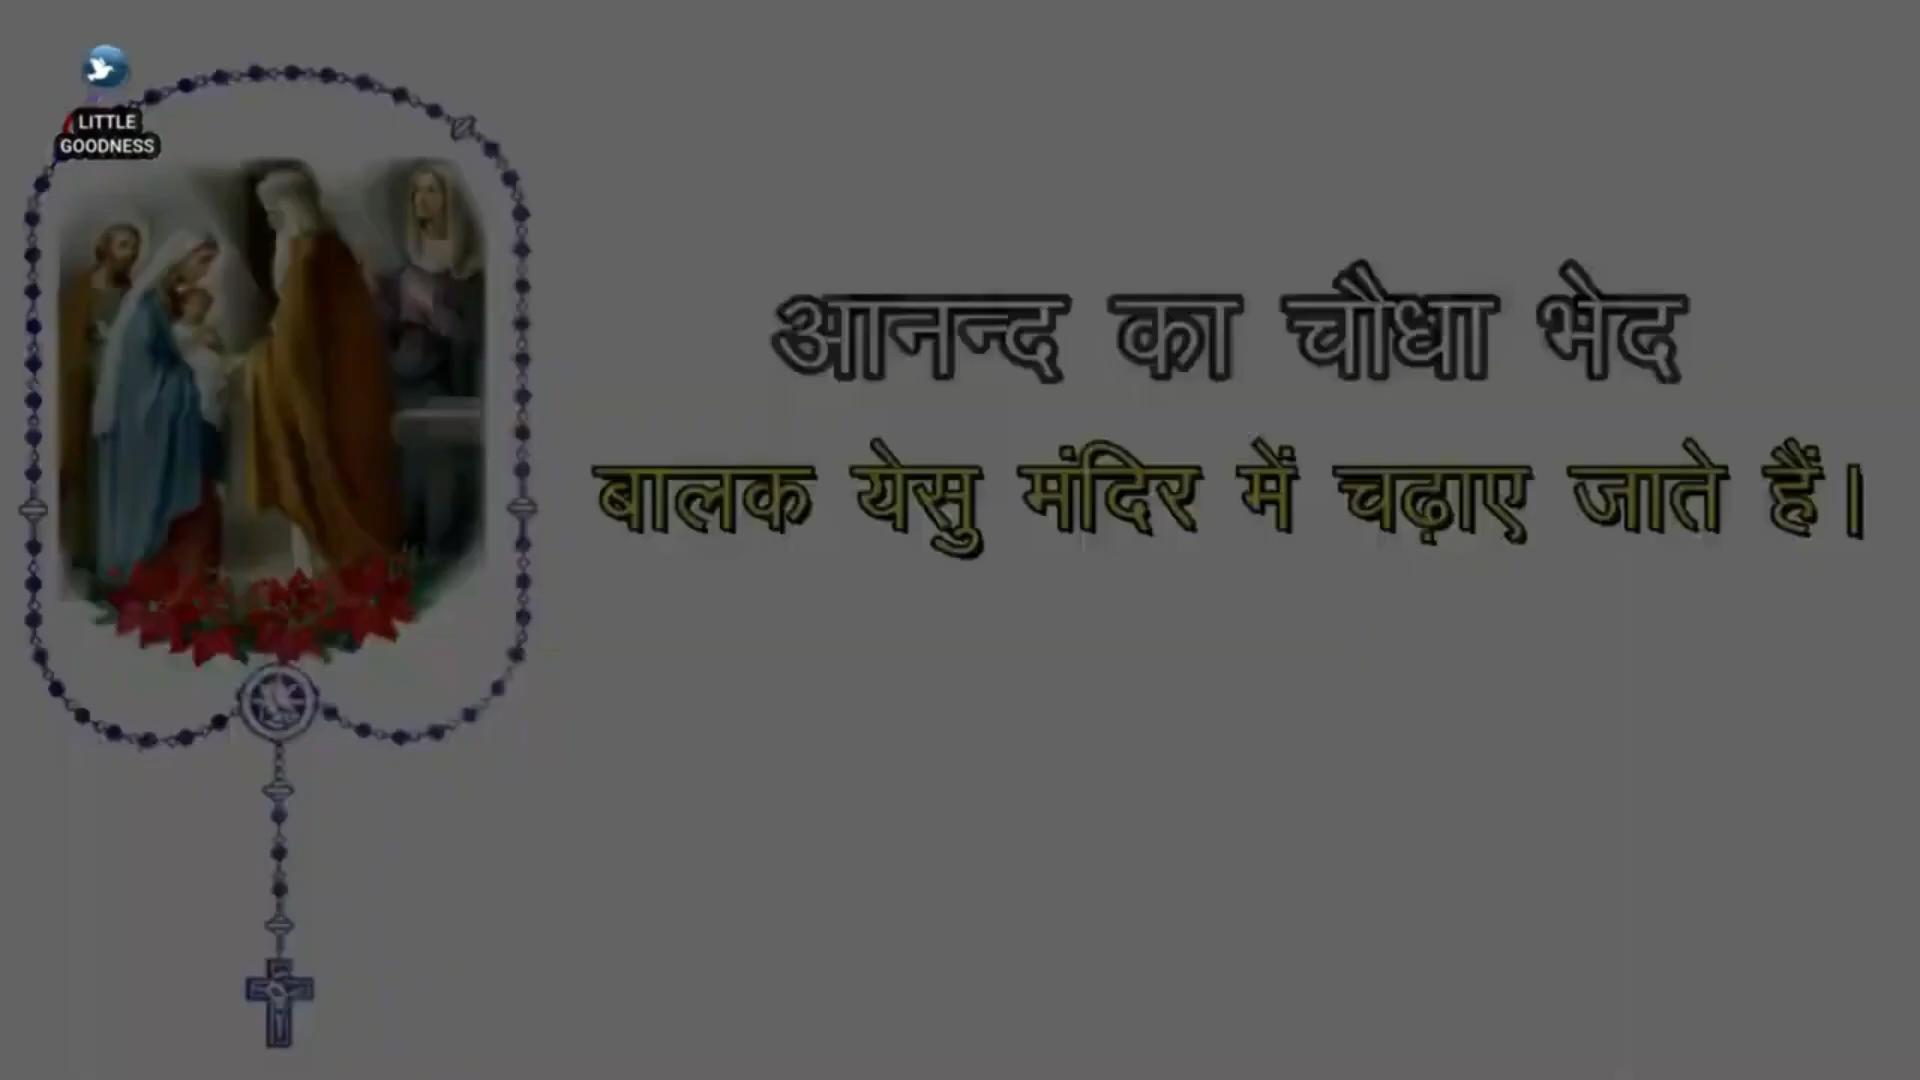 LITTLE
GOODNESS
आनन्द का चौधा भेद
बालक येसु मंदिर में चढ़ाए जाते हैं।